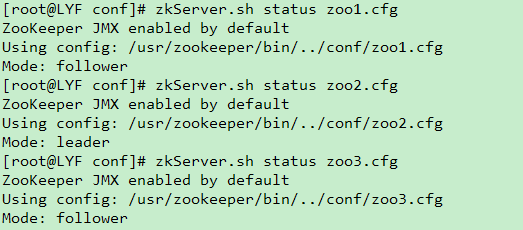 [root@LYF conf]# zkServer.sh status zoo1.cfg
ZooKeeper JMX enabled by default
Using config: /usr/zookeeper/bin/../conf/zoo1.cfg
Mode: follower
[root@LYF conf]# zkServer.sh status zoo2.cfg
ZooKeeper JMX enabled by default
Using config: /usr/zookeeper/bin/../conf/zoo2.cfg
Mode: leader
[root@LYF conf]# zkServer.sh status zoo3.cfg
ZooKeeper JMX enabled by default
Using config: /usr/zookeeper/bin/../conf/zoo3.cfg
Mode: follower